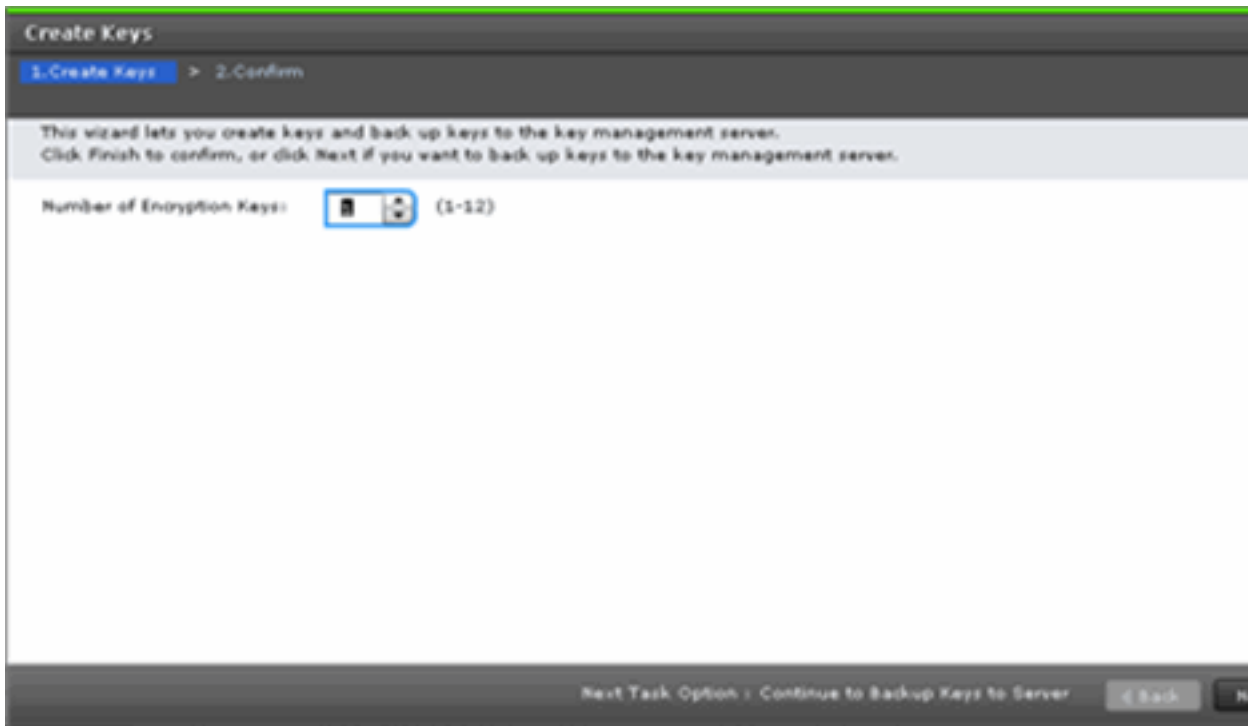 Create Keys
1.Create Keys > 2.Confirm
This wizard lets you create keys and back up keys to the key management server.
Click Finish to confirm, or click Next if you want to back up keys to the key management server.
Number of Encryption Keys: (1-12)
Next Task Option : Continue to Backup Keys to Server
< Back